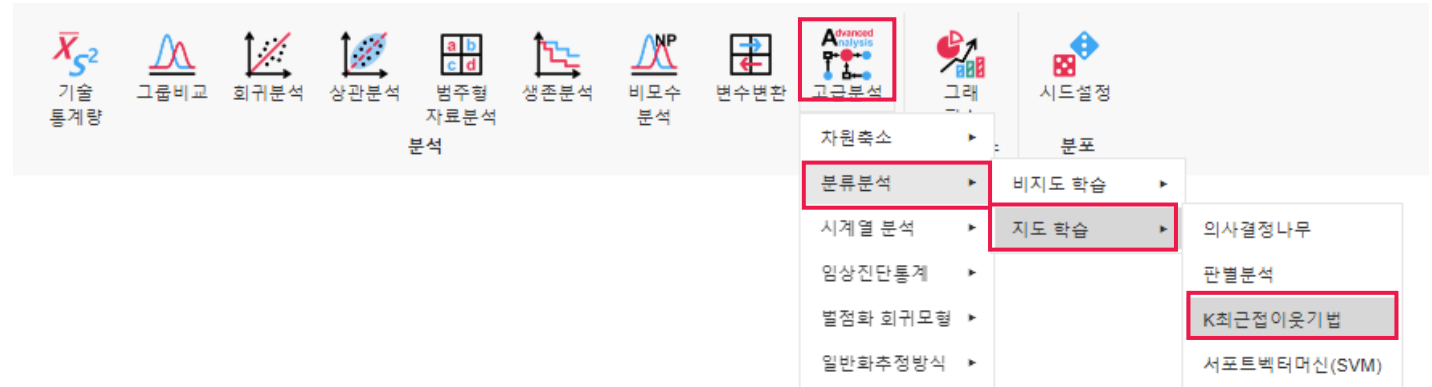 X̄ S²
기술
통계량
그룹비교
회귀분석
상관분석
a b
c d
범주형
자료분석
생존분석
NP
비모수
분석
변수변환
Advanced
Analysis
고급분석
그래
시드설정
분석
분포
차원축소
분류분석
시계열 분석
임상진단통계
벌점화 회귀모형
일반화추정방식
비지도 학습
지도 학습
의사결정나무
판별분석
K최근접이웃기법
서포트벡터머신(SVM)